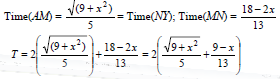 Time(AM) = √(9 + x²)/5 = Time(NY); Time(MN) = (18 − 2x)/13
T = 2(√(9 + x²)/5) + (18 − 2x)/13 = 2(√(9 + x²)/5 + (9 − x)/13)